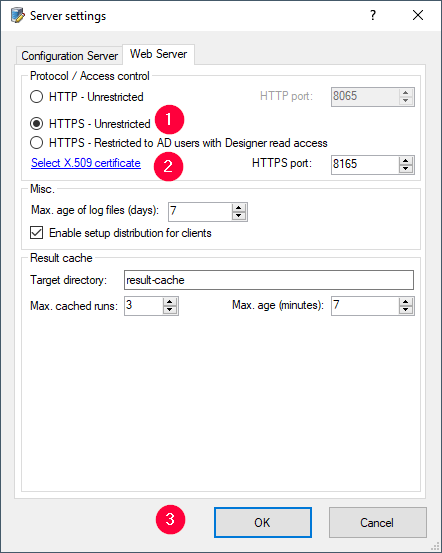 Server settings
?
Configuration Server
Web Server
Protocol / Access control
HTTP - Unrestricted
HTTP port:
8065
HTTPS - Unrestricted
1
HTTPS - Restricted to AD users with Designer read access
Select X.509 certificate
2
HTTPS port:
8165
Misc.
Max. age of log files (days):
7
Enable setup distribution for clients
Result cache
Target directory:
result-cache
Max. cached runs:
3
Max. age (minutes):
7
3
OK
Cancel